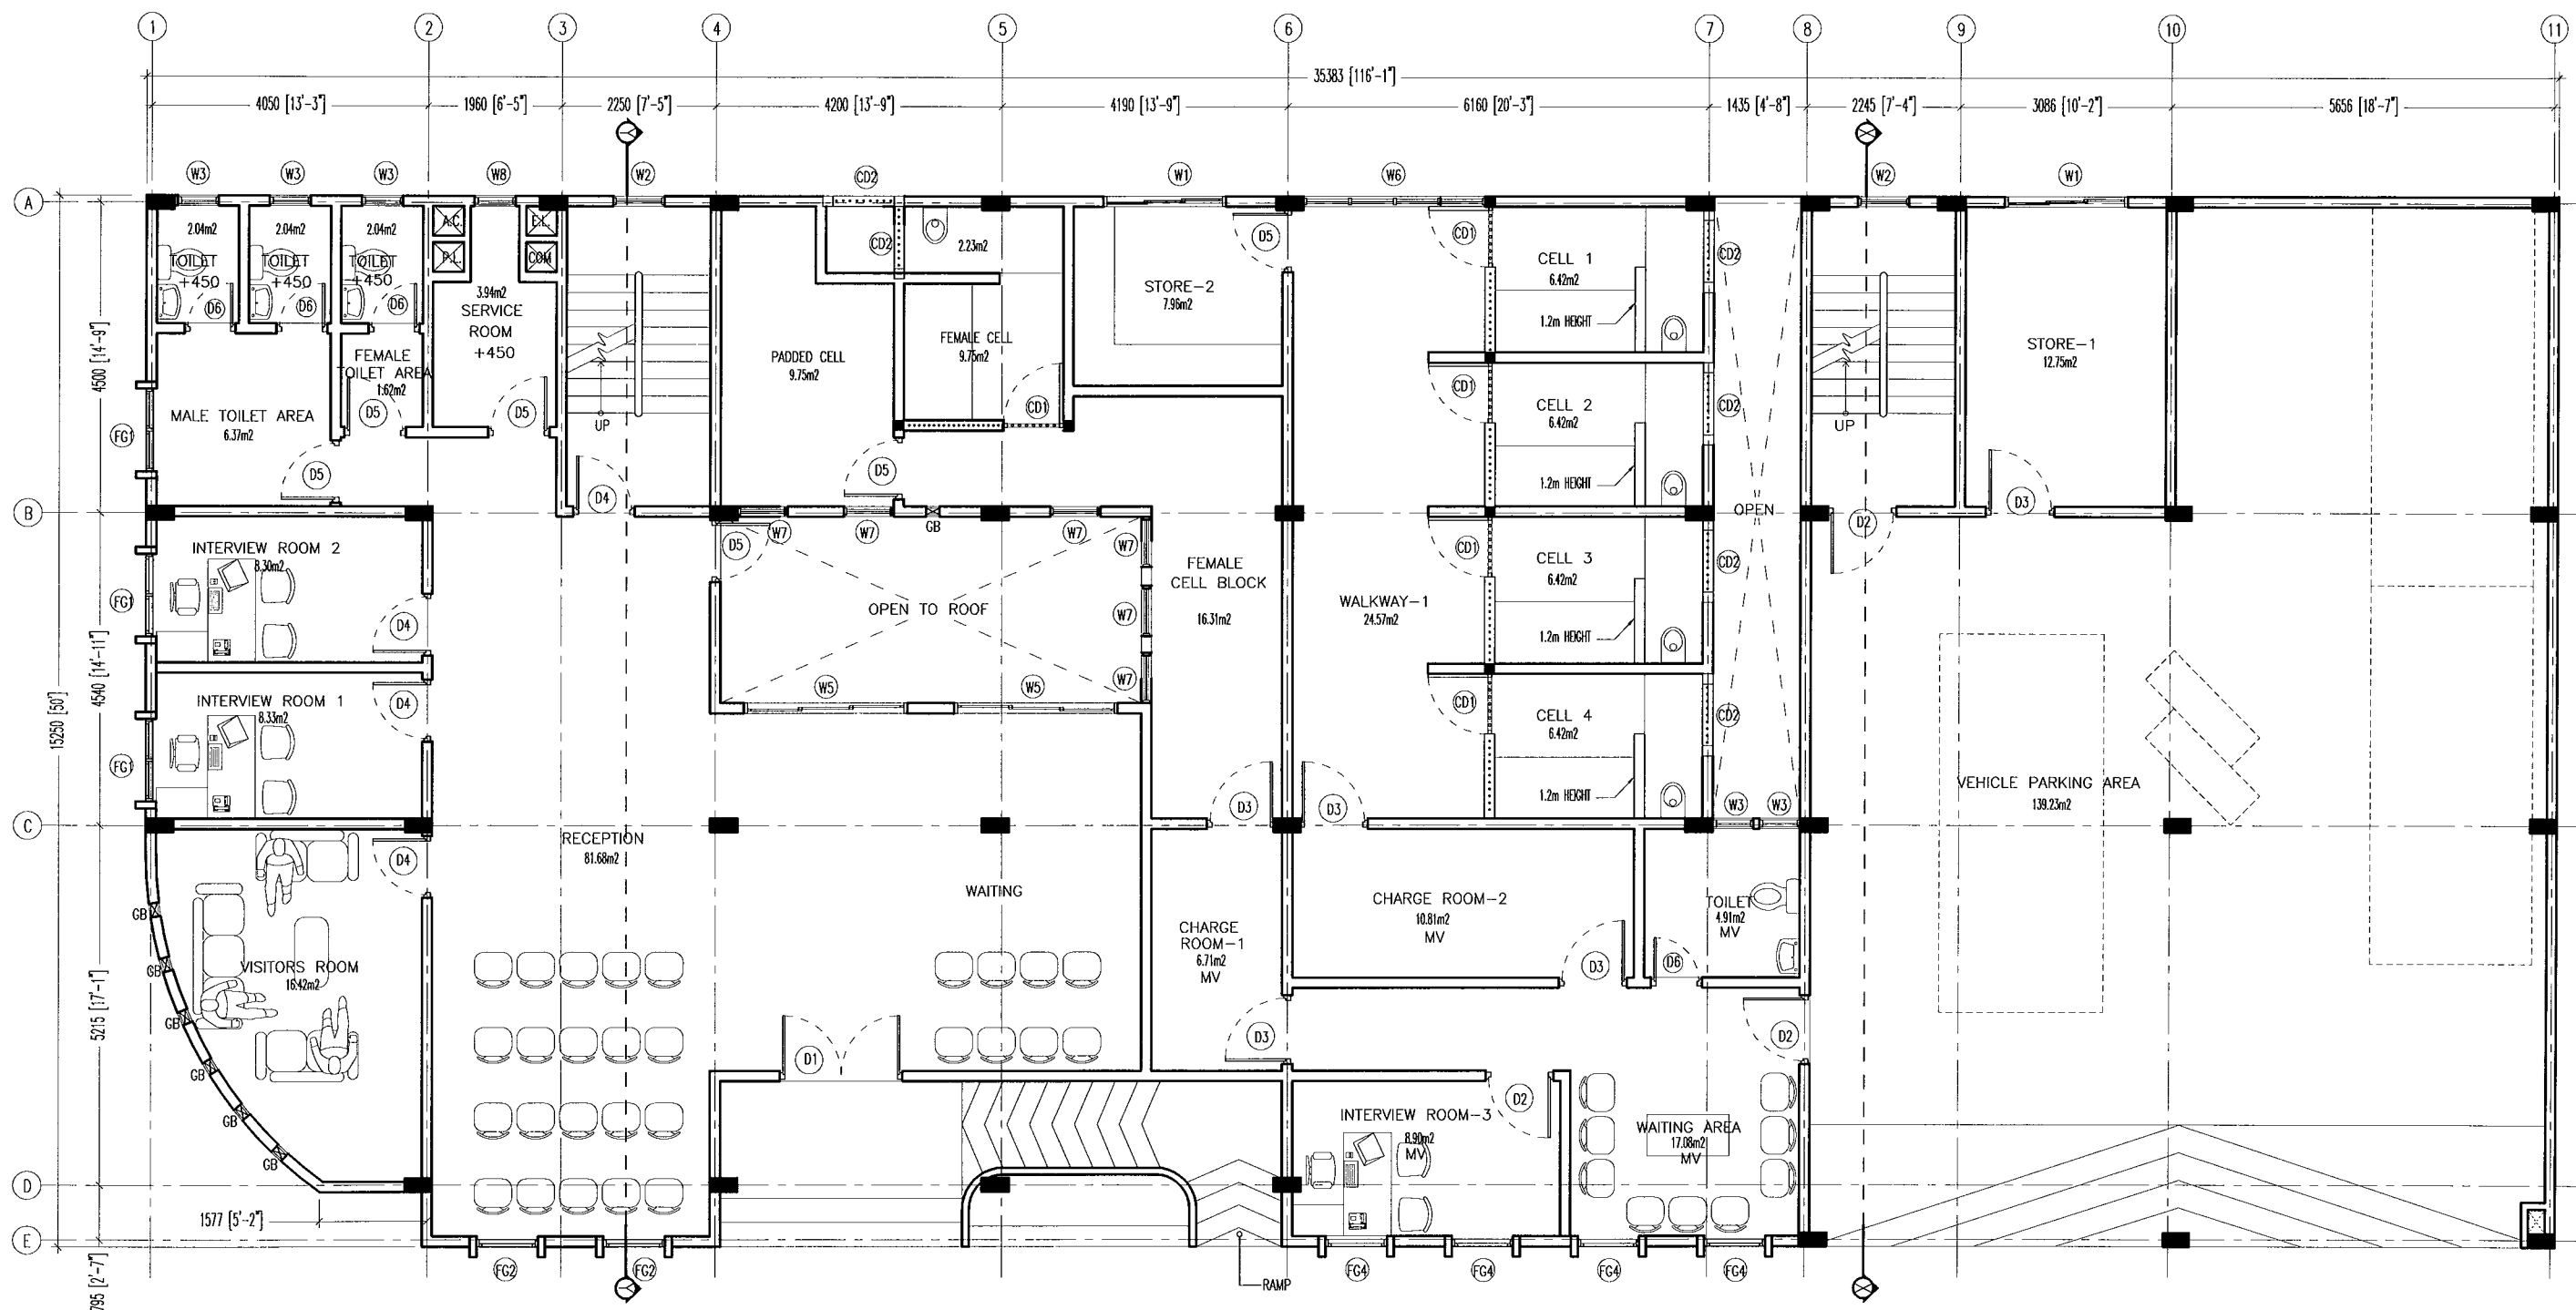 1 2 3 4 5 6 7 8 9 10 11
35383 [116'-1"]
4050 [13'-3"] 1960 [6'-5"] 2250 [7'-5"] 4200 [13'-9"] 4190 [13'-9"] 6160 [20'-3"] 1435 [4'-8"] 2245 [7'-4"] 3086 [10'-2"] 5656 [18'-7"]
Y X
W3 W3 W3 W8 W2 CD2 W1 W6 W2 W1
A
A.C. E.L.
P.L. COM
2.04m2 2.04m2 2.04m2
TOILET TOILET TOILET
+450 +450 +450
D6 D6 D6
3.94m2
SERVICE
ROOM
+450
FEMALE
TOILET AREA
1.62m2
D5 D5
MALE TOILET AREA
6.37m2
FG1
D5
UP
D4
PADDED CELL
9.75m2
CD2
2.23m2
FEMALE CELL
9.75m2
CD1
D5
STORE-2
7.96m2
D5
CD1
CELL 1
6.42m2
1.2m HEIGHT
CD2
CD1
CELL 2
6.42m2
1.2m HEIGHT
CD2
UP
STORE-1
12.75m2
D3
4500 [14'-9"]
B
INTERVIEW ROOM 2
8.30m2
FG1
D4
D5
W7 W7 GB W7
W7
W7
W7
OPEN TO ROOF
W5 W5
FEMALE
CELL BLOCK
16.31m2
WALKWAY-1
24.57m2
CD1
CELL 3
6.42m2
1.2m HEIGHT
CD2
OPEN
D2
INTERVIEW ROOM 1
8.33m2
FG1
D4
CD1
CELL 4
6.42m2
1.2m HEIGHT
CD2
W3 W3
D3 D3
VEHICLE PARKING AREA
139.23m2
4540 [14'-11"]
15250 [50']
C
D4
RECEPTION
81.68m2
WAITING
VISITORS ROOM
16.42m2
GB
GB
GB
GB
GB
GB
CHARGE
ROOM-1
6.71m2
MV
CHARGE ROOM-2
10.81m2
MV
D3
TOILET
4.91m2
MV
D6
D1
D3
D2
5215 [17'-1"]
INTERVIEW ROOM-3
8.90m2
MV
D2
WAITING AREA
17.08m2
MV
D
1577 [5'-2"]
E
795 [2'-7"]
FG2 FG2 FG4 FG4 FG4 FG4
RAMP
Y X